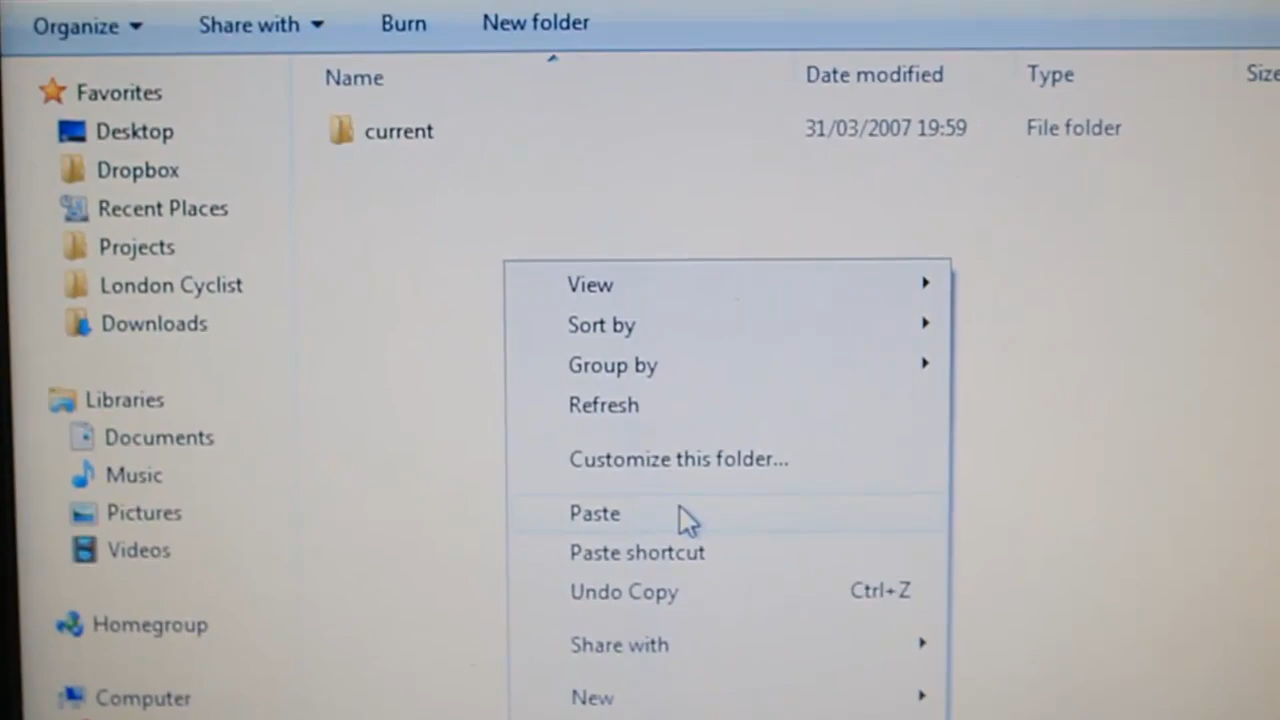 Organize Share with Burn New folder
Name Date modified Type Size
current 31/03/2007 19:59 File folder
Favorites
Desktop
Dropbox
Recent Places
Projects
London Cyclist
Downloads
Libraries
Documents
Music
Pictures
Videos
Homegroup
Computer
View
Sort by
Group by
Refresh
Customize this folder...
Paste
Paste shortcut
Undo Copy Ctrl+Z
Share with
New